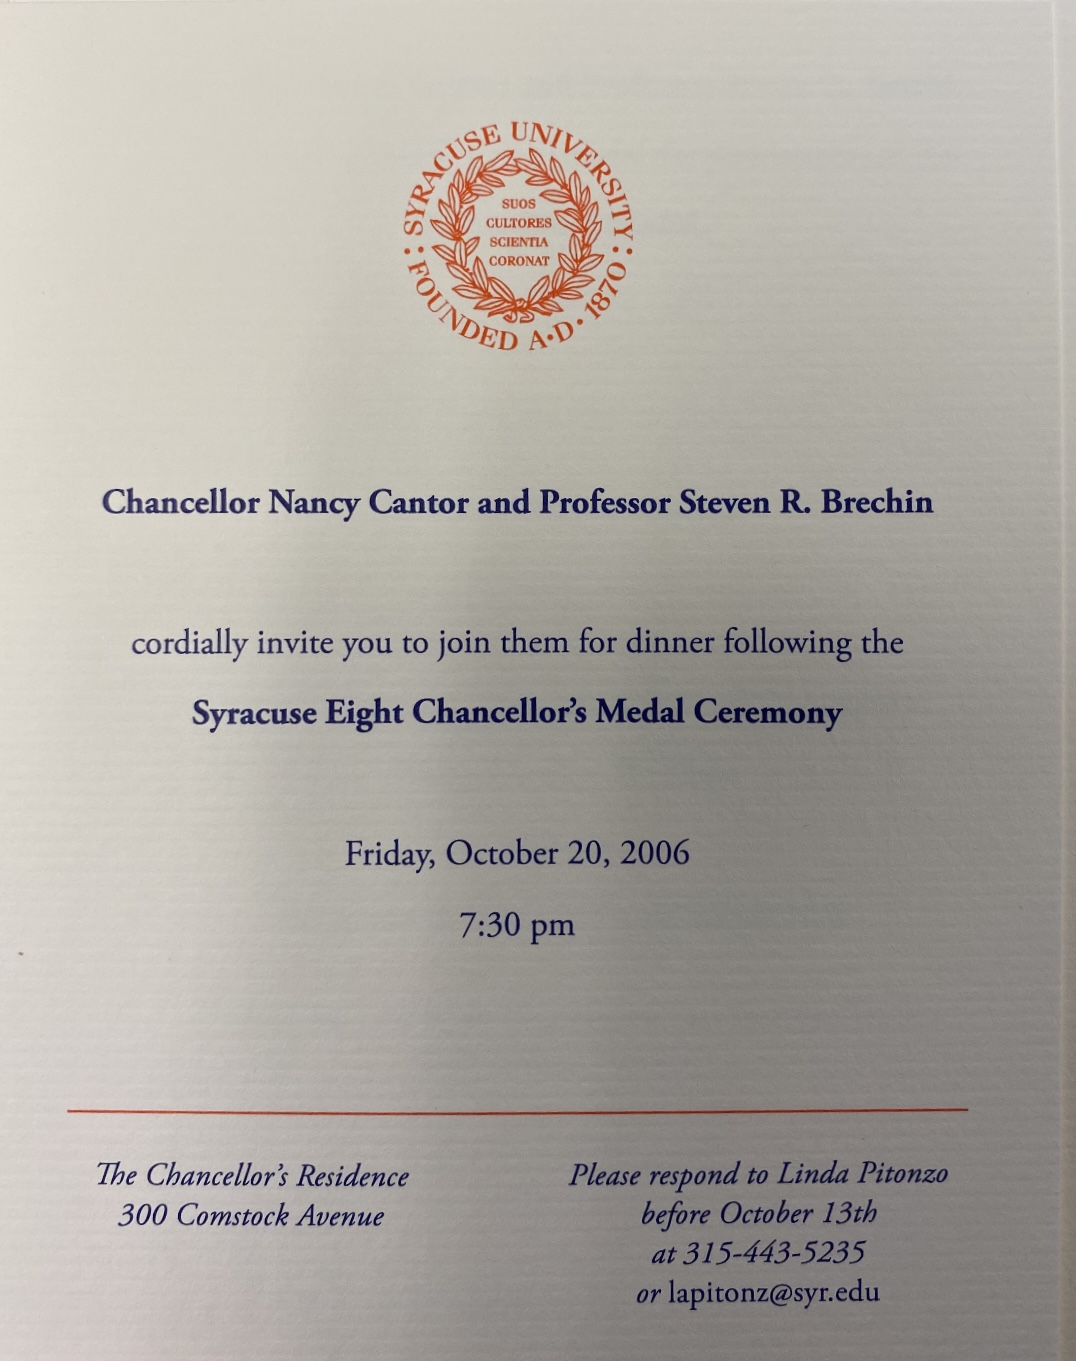 SYRACUSE UNIVERSITY
FOUNDED A·D· 1870
SUOS
CULTORES
SCIENTIA
CORONAT
Chancellor Nancy Cantor and Professor Steven R. Brechin
cordially invite you to join them for dinner following the
Syracuse Eight Chancellor's Medal Ceremony
Friday, October 20, 2006
7:30 pm
The Chancellor's Residence
300 Comstock Avenue
Please respond to Linda Pitonzo
before October 13th
at 315-443-5235
or lapitonz@syr.edu